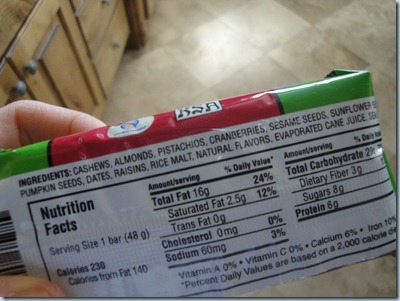 KSA
INGREDIENTS: CASHEWS, ALMONDS, PISTACHIOS, CRANBERRIES, SESAME SEEDS, SUNFLOWER
PUMPKIN SEEDS, DATES, RAISINS, RICE MALT, NATURAL FLAVORS, EVAPORATED CANE JUICE,
Nutrition
Facts
Serving Size 1 bar (48 g)
Calories 230
Calories from Fat 140
Amount/serving % Daily Value*
Total Fat 16g 24%
Saturated Fat 2.5g 12%
Trans Fat 0g
Cholesterol 0mg 0%
Sodium 60mg 3%
Amount/serving
Total Carbohydrate
Dietary Fiber 3g
Sugars 8g
Protein 6g
Vitamin A 0% • Vitamin C 0% • Calcium 6% • Iron 10
*Percent Daily Values are based on a 2,000 calorie